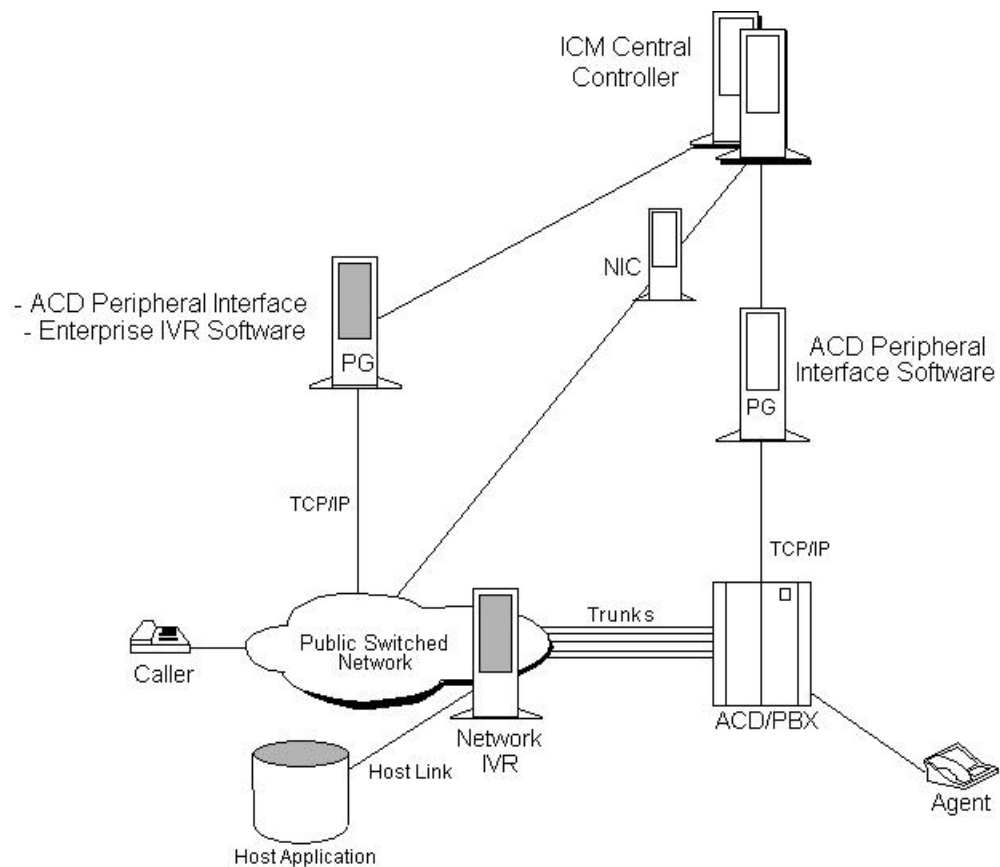 ICM Central
Controller
NIC
- ACD Peripheral Interface
- Enterprise IVR Software
PG
ACD Peripheral
Interface Software
PG
TCP/IP
TCP/IP
Trunks
Public Switched
Network
Caller
ACD/PBX
Network
IVR
Host Link
Agent
Host Application